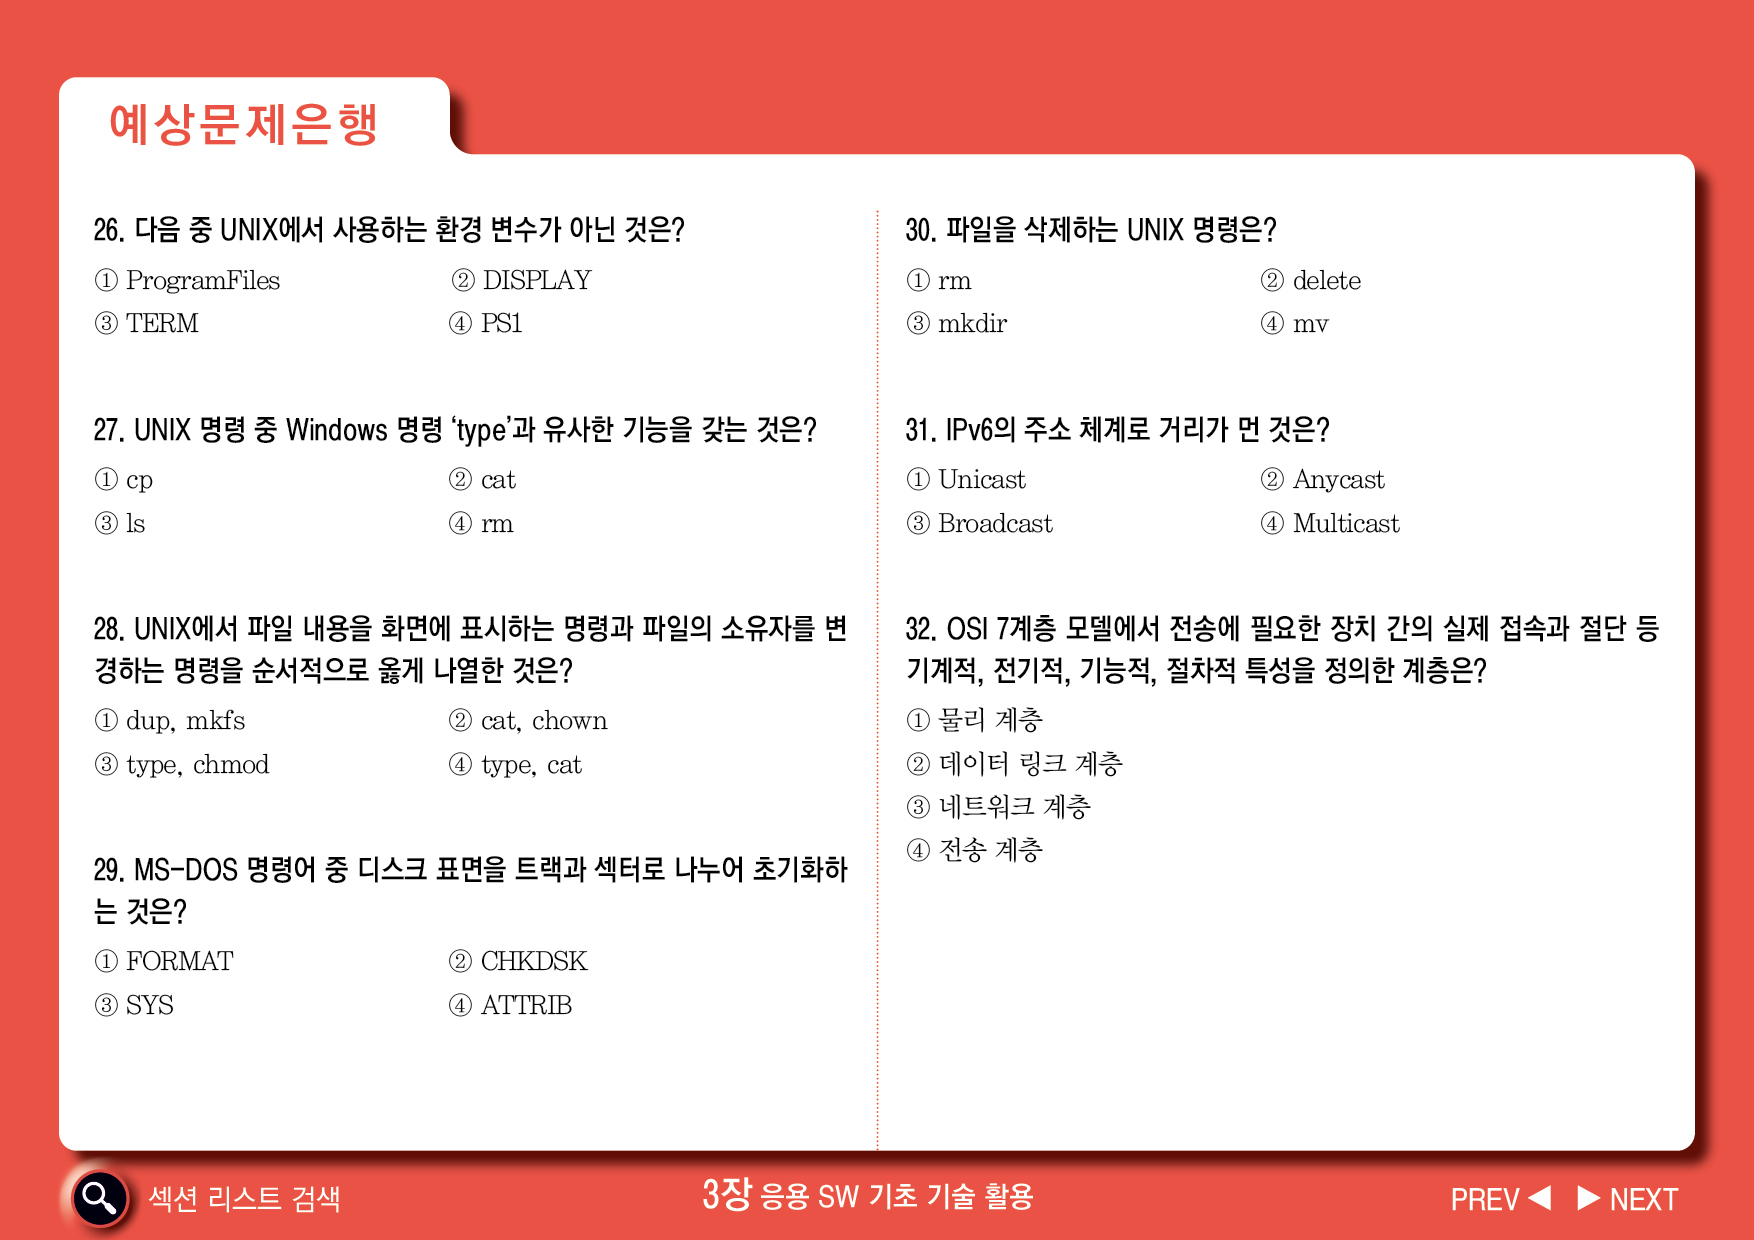 예상문제은행
26. 다음 중 UNIX에서 사용하는 환경 변수가 아닌 것은?
① ProgramFiles ② DISPLAY
③ TERM ④ PS1
27. UNIX 명령 중 Windows 명령 ‘type’과 유사한 기능을 갖는 것은?
① cp ② cat
③ ls ④ rm
28. UNIX에서 파일 내용을 화면에 표시하는 명령과 파일의 소유자를 변
경하는 명령을 순서적으로 옳게 나열한 것은?
① dup, mkfs ② cat, chown
③ type, chmod ④ type, cat
29. MS-DOS 명령어 중 디스크 표면을 트랙과 섹터로 나누어 초기화하
는 것은?
① FORMAT ② CHKDSK
③ SYS ④ ATTRIB
30. 파일을 삭제하는 UNIX 명령은?
① rm ② delete
③ mkdir ④ mv
31. IPv6의 주소 체계로 거리가 먼 것은?
① Unicast ② Anycast
③ Broadcast ④ Multicast
32. OSI 7계층 모델에서 전송에 필요한 장치 간의 실제 접속과 절단 등
기계적, 전기적, 기능적, 절차적 특성을 정의한 계층은?
① 물리 계층
② 데이터 링크 계층
③ 네트워크 계층
④ 전송 계층
섹션 리스트 검색
3장 응용 SW 기초 기술 활용
PREV ◀ ▶ NEXT